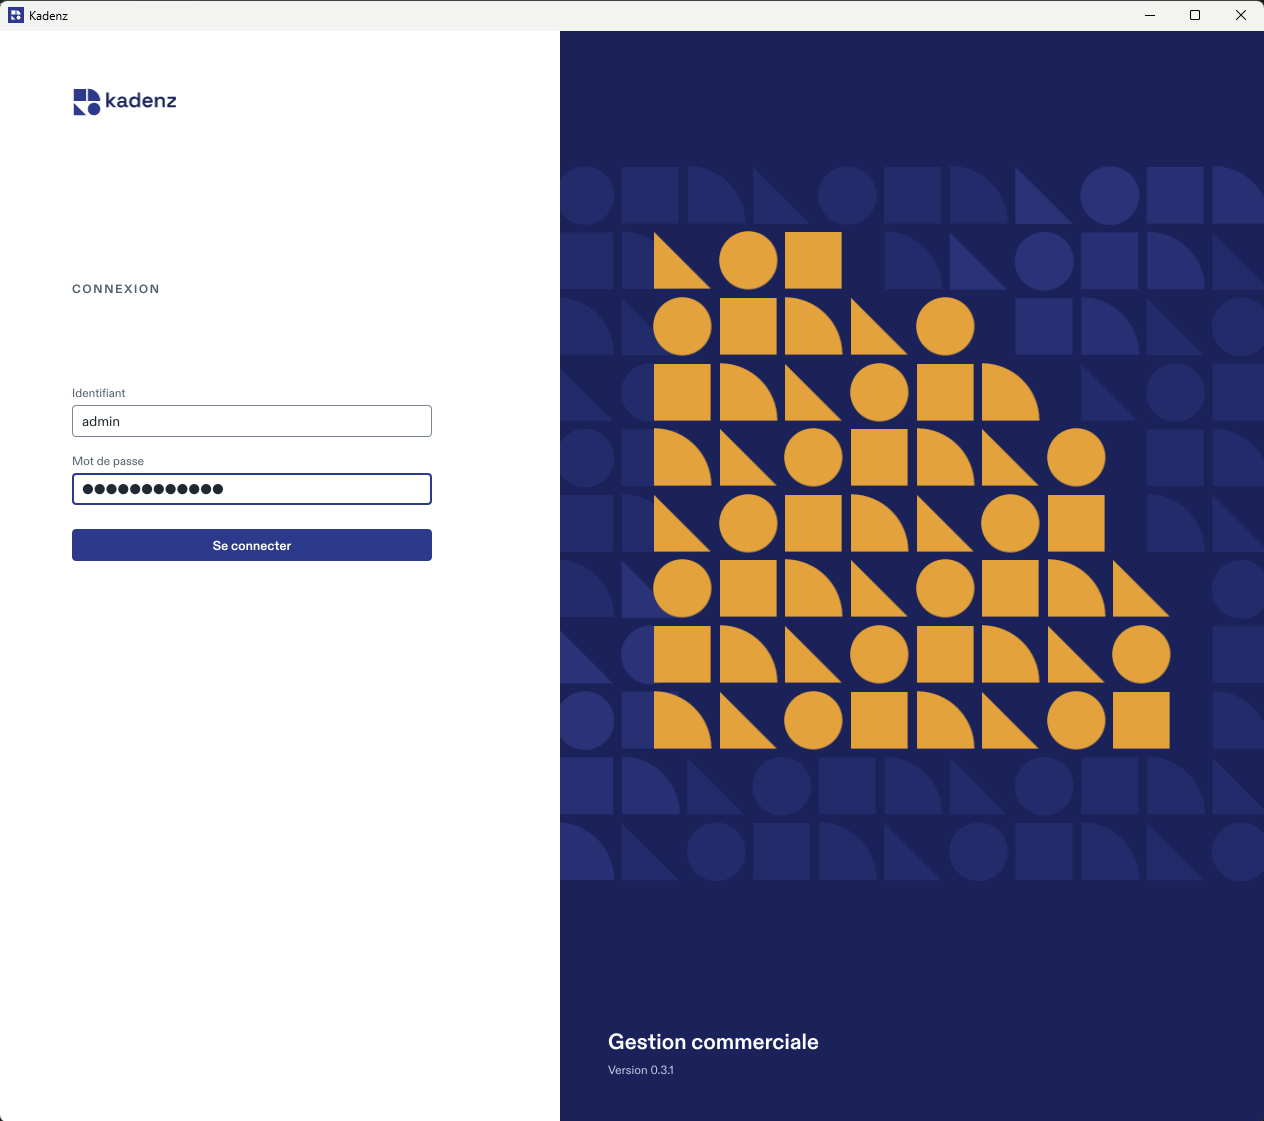 Kadenz
kadenz
CONNEXION
Identifiant
admin
Mot de passe
●●●●●●●●●●●●
Se connecter
Gestion commerciale
Version 0.3.1